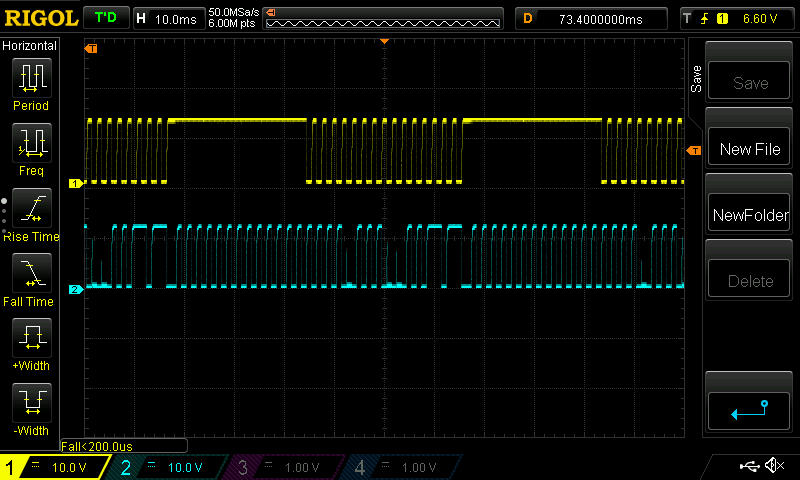 RIGOL T'D H 10.0ms 50.0MSa/s D 73.4000000ms T 1 6.60 V
6.00M pts
Horizontal
Period
Freq
Rise Time
Fall Time
+Width
-Width
T
1
2
T
Save
Save
New File
NewFolder
Delete
Fall<200.0us
1 = 10.0 V 2 = 10.0 V 3 = 1.00 V 4 = 1.00 V